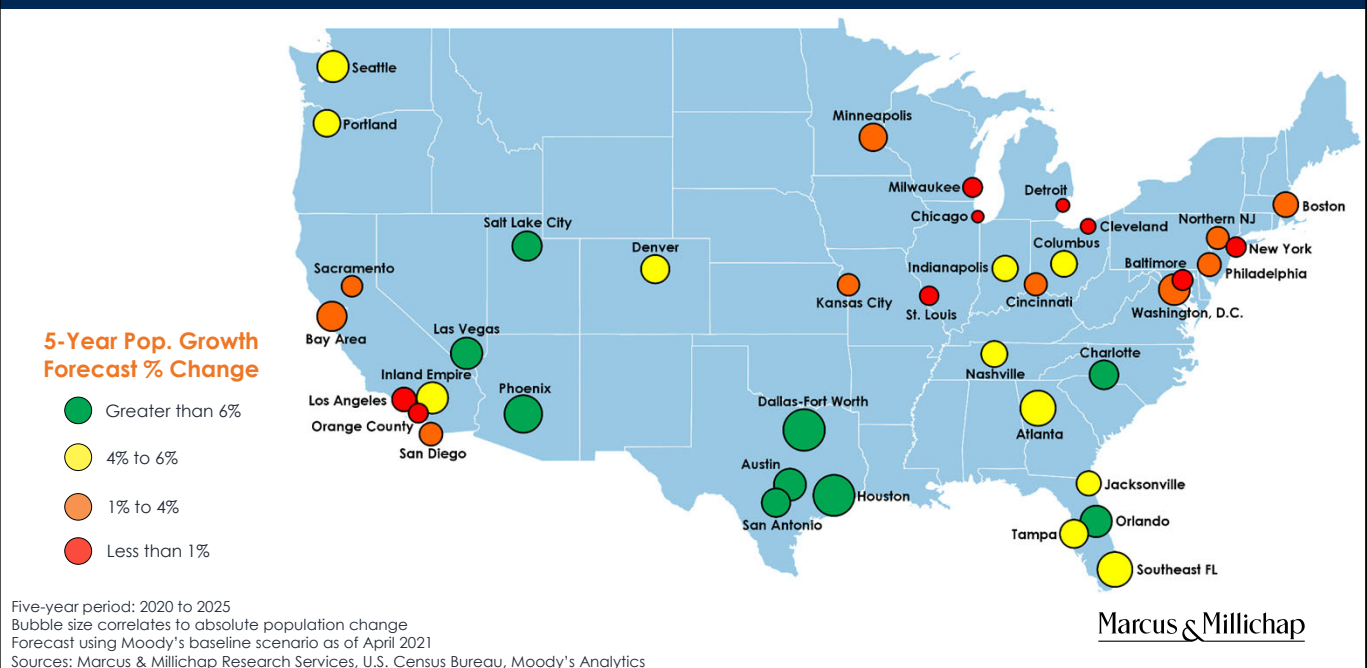 Seattle
Portland
Minneapolis
Milwaukee
Detroit
Chicago
Cleveland
Boston
Northern NJ
New York
Salt Lake City
Denver
Columbus
Indianapolis
Baltimore
Philadelphia
Sacramento
Kansas City
Cincinnati
St. Louis
Washington, D.C.
Bay Area
Las Vegas
Nashville
Charlotte
Inland Empire
Phoenix
Los Angeles
Dallas-Fort Worth
Orange County
Atlanta
San Diego
Austin
Houston
San Antonio
Jacksonville
Orlando
Tampa
Southeast FL
5-Year Pop. Growth
Forecast % Change
Greater than 6%
4% to 6%
1% to 4%
Less than 1%
Five-year period: 2020 to 2025
Bubble size correlates to absolute population change
Forecast using Moody's baseline scenario as of April 2021
Sources: Marcus & Millichap Research Services, U.S. Census Bureau, Moody's Analytics
Marcus & Millichap